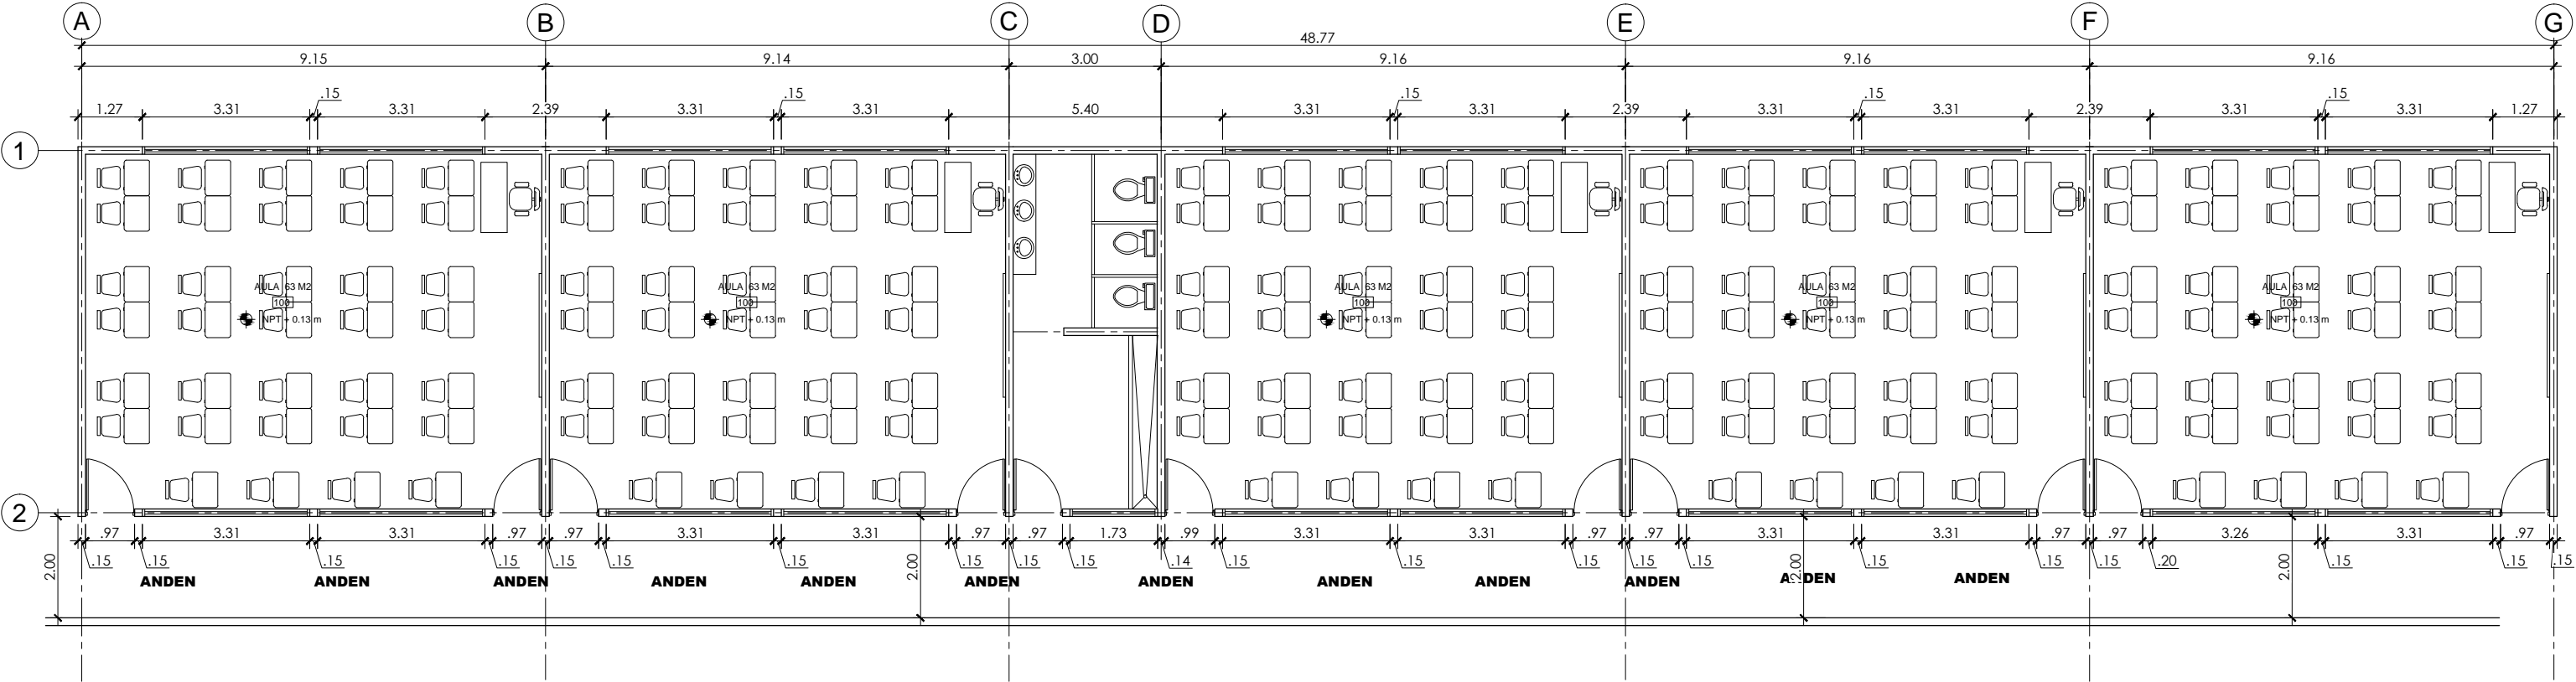 A B C D E F G
48.77
9.15 9.14 3.00 9.16 9.16 9.16
.15 .15 .15 .15 .15
1.27 3.31 3.31 2.39 3.31 3.31 5.40 3.31 3.31 2.39 3.31 3.31 2.39 3.31 3.31 1.27
1
AULA 63 M2 AULA 63 M2 AULA 63 M2 AULA 63 M2 AULA 63 M2
100 100 100 100 100
NPT + 0.13 m NPT + 0.13 m NPT + 0.13 m NPT + 0.13 m NPT + 0.13 m
2
.97 3.31 3.31 .97 .97 3.31 3.31 .97 .97 1.73 .99 3.31 3.31 .97 .97 3.31 3.31 .97 .97 3.26 3.31 .97
2.00 .15 .15 .15 .15 .15 2.00 .15 .15 .15 .14 .15 .15 .15 .15 .15 2.00 .15 .15 .15 .20 2.00 .15 .15
ANDEN ANDEN ANDEN ANDEN ANDEN ANDEN ANDEN ANDEN ANDEN ANDEN ANDEN ANDEN